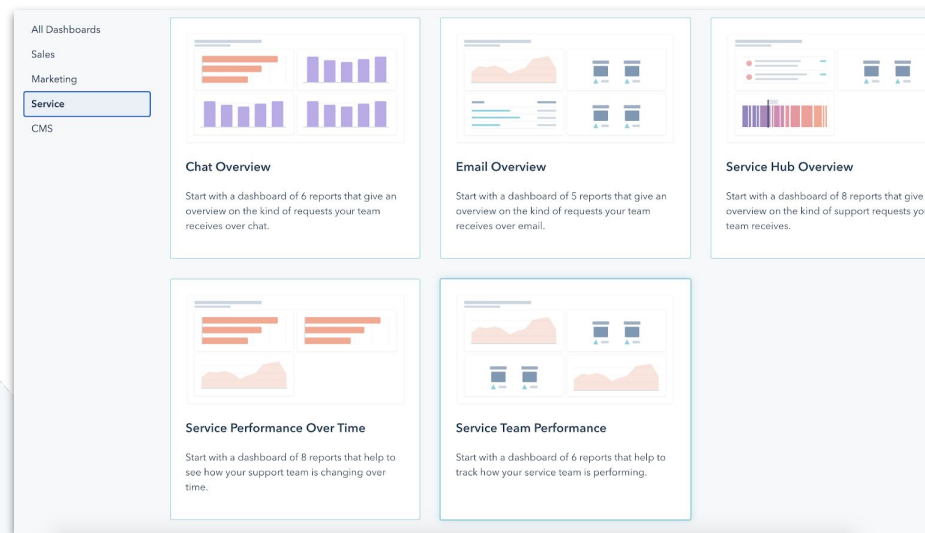 All Dashboards
Sales
Marketing
Service
CMS
Chat Overview
Start with a dashboard of 6 reports that give an
overview on the kind of requests your team
receives over chat.
Email Overview
Start with a dashboard of 5 reports that give an
overview on the kind of requests your team
receives over email.
Service Hub Overview
Start with a dashboard of 8 reports that give
overview on the kind of support requests yo
team receives.
Service Performance Over Time
Start with a dashboard of 8 reports that help to
see how your support team is changing over
time.
Service Team Performance
Start with a dashboard of 6 reports that help to
track how your service team is performing.